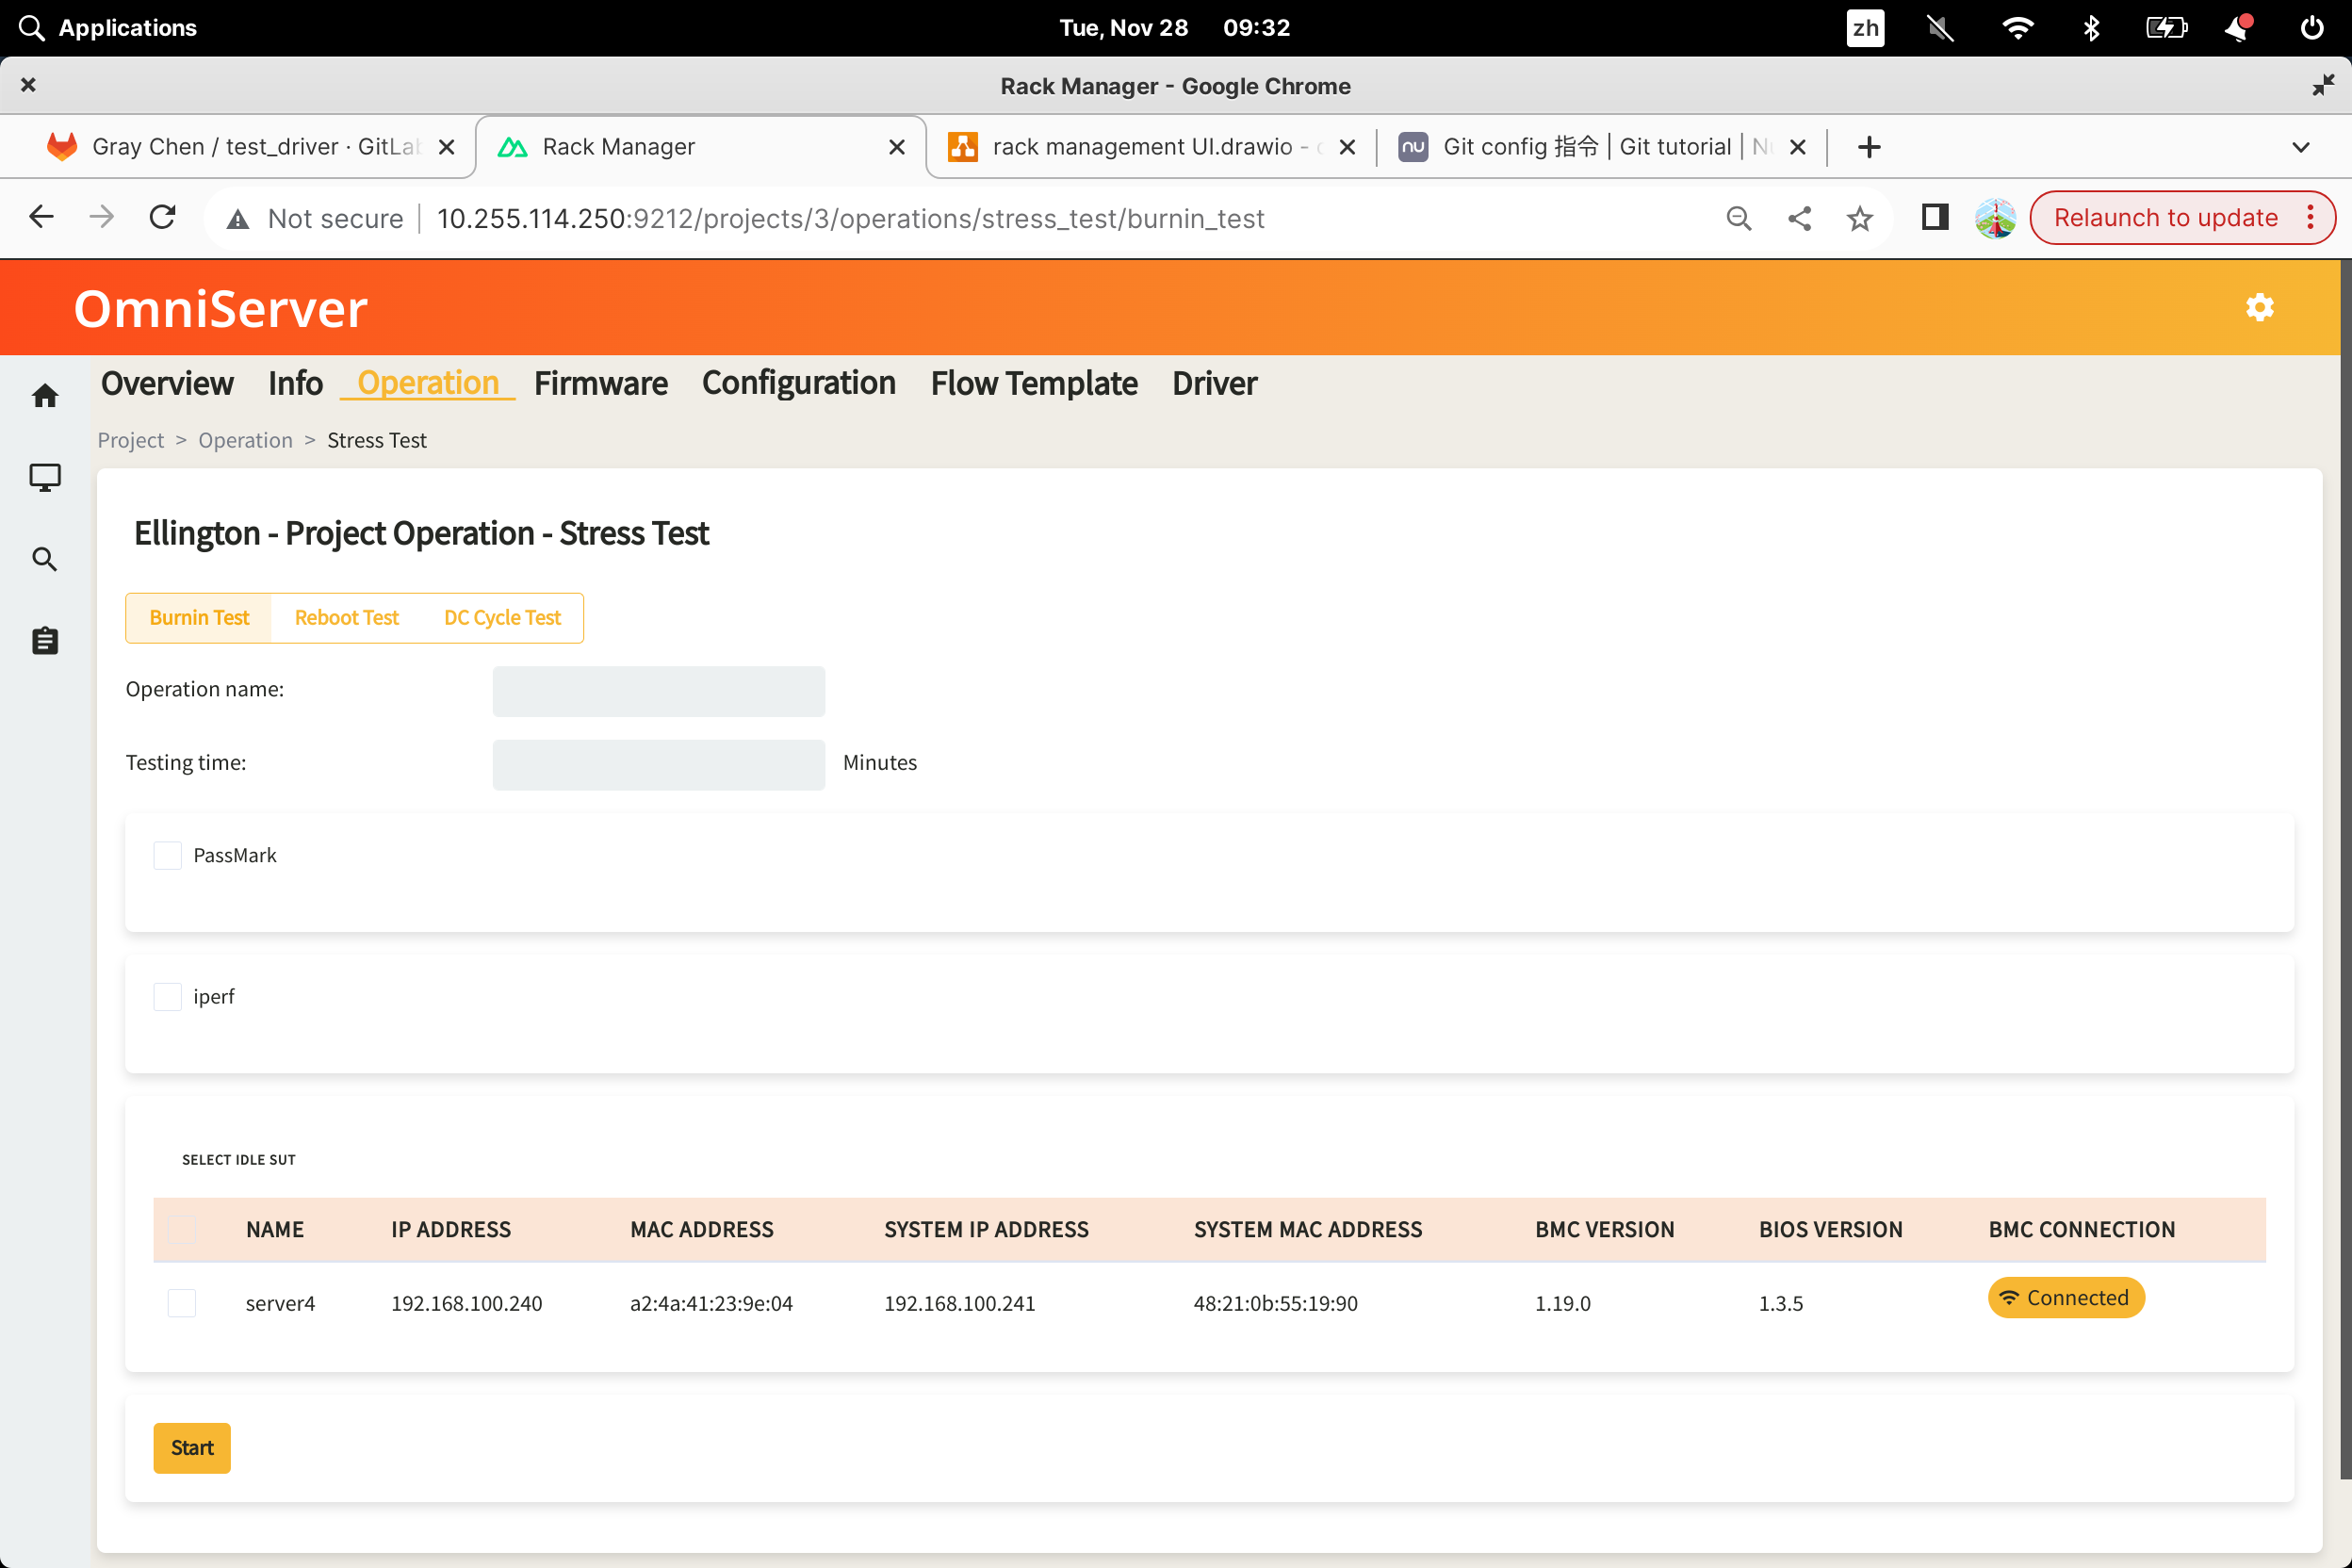 Applications Tue, Nov 28 09:32 zh
Rack Manager - Google Chrome
Gray Chen / test_driver · GitLab Rack Manager rack management UI.drawio - Git config 指令 | Git tutorial |
Not secure 10.255.114.250:9212/projects/3/operations/stress_test/burnin_test Relaunch to update
OmniServer
Overview Info Operation Firmware Configuration Flow Template Driver
Project > Operation > Stress Test
Ellington - Project Operation - Stress Test
Burnin Test Reboot Test DC Cycle Test
Operation name:
Testing time: Minutes
PassMark
iperf
SELECT IDLE SUT
NAME IP ADDRESS MAC ADDRESS SYSTEM IP ADDRESS SYSTEM MAC ADDRESS BMC VERSION BIOS VERSION BMC CONNECTION
server4 192.168.100.240 a2:4a:41:23:9e:04 192.168.100.241 48:21:0b:55:19:90 1.19.0 1.3.5 Connected
Start